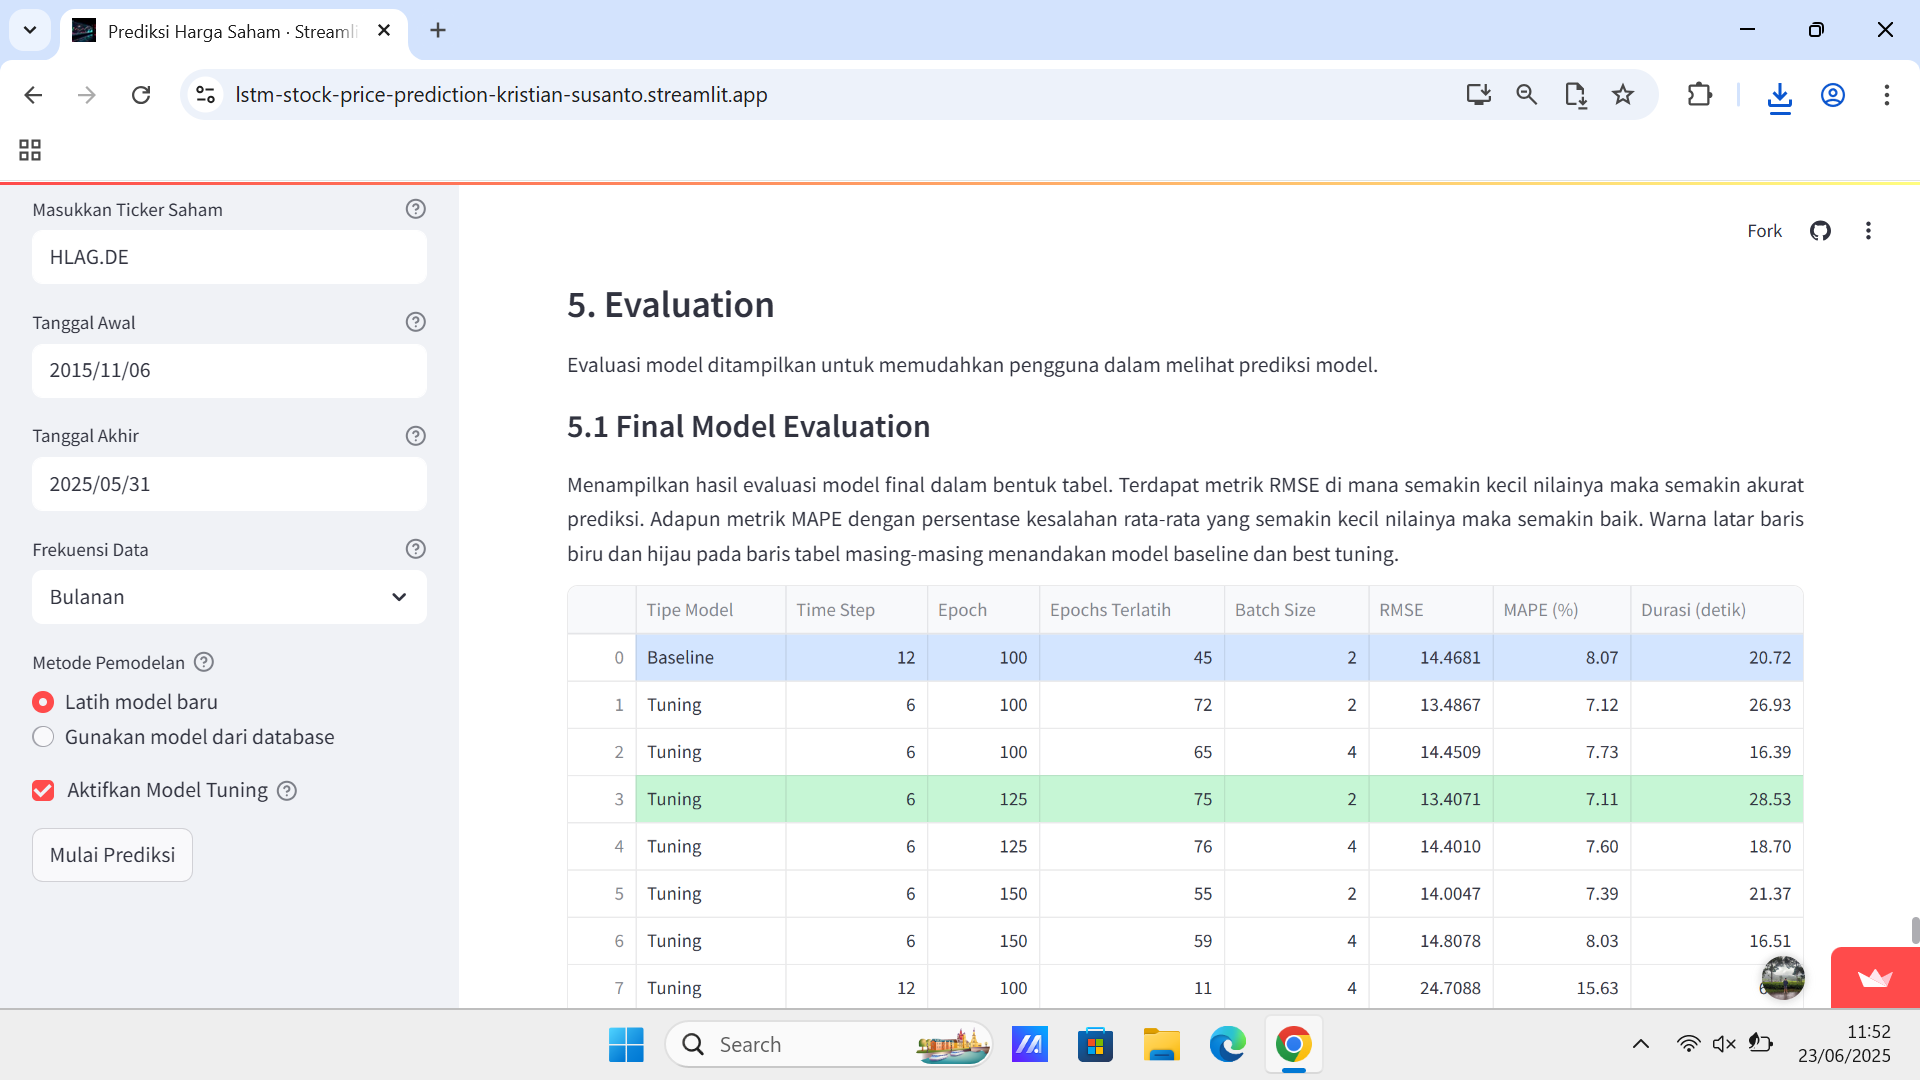 Prediksi Harga Saham · Streamli
lstm-stock-price-prediction-kristian-susanto.streamlit.app
Masukkan Ticker Saham
HLAG.DE
Tanggal Awal
2015/11/06
Tanggal Akhir
2025/05/31
Frekuensi Data
Bulanan
Metode Pemodelan
Latih model baru
Gunakan model dari database
Aktifkan Model Tuning
Mulai Prediksi
Fork
5. Evaluation
Evaluasi model ditampilkan untuk memudahkan pengguna dalam melihat prediksi model.
5.1 Final Model Evaluation
Menampilkan hasil evaluasi model final dalam bentuk tabel. Terdapat metrik RMSE di mana semakin kecil nilainya maka semakin akurat
prediksi. Adapun metrik MAPE dengan persentase kesalahan rata-rata yang semakin kecil nilainya maka semakin baik. Warna latar baris
biru dan hijau pada baris tabel masing-masing menandakan model baseline dan best tuning.
Tipe Model Time Step Epoch Epochs Terlatih Batch Size RMSE MAPE (%) Durasi (detik)
0 Baseline 12 100 45 2 14.4681 8.07 20.72
1 Tuning 6 100 72 2 13.4867 7.12 26.93
2 Tuning 6 100 65 4 14.4509 7.73 16.39
3 Tuning 6 125 75 2 13.4071 7.11 28.53
4 Tuning 6 125 76 4 14.4010 7.60 18.70
5 Tuning 6 150 55 2 14.0047 7.39 21.37
6 Tuning 6 150 59 4 14.8078 8.03 16.51
7 Tuning 12 100 11 4 24.7088 15.63
Search
11:52
23/06/2025